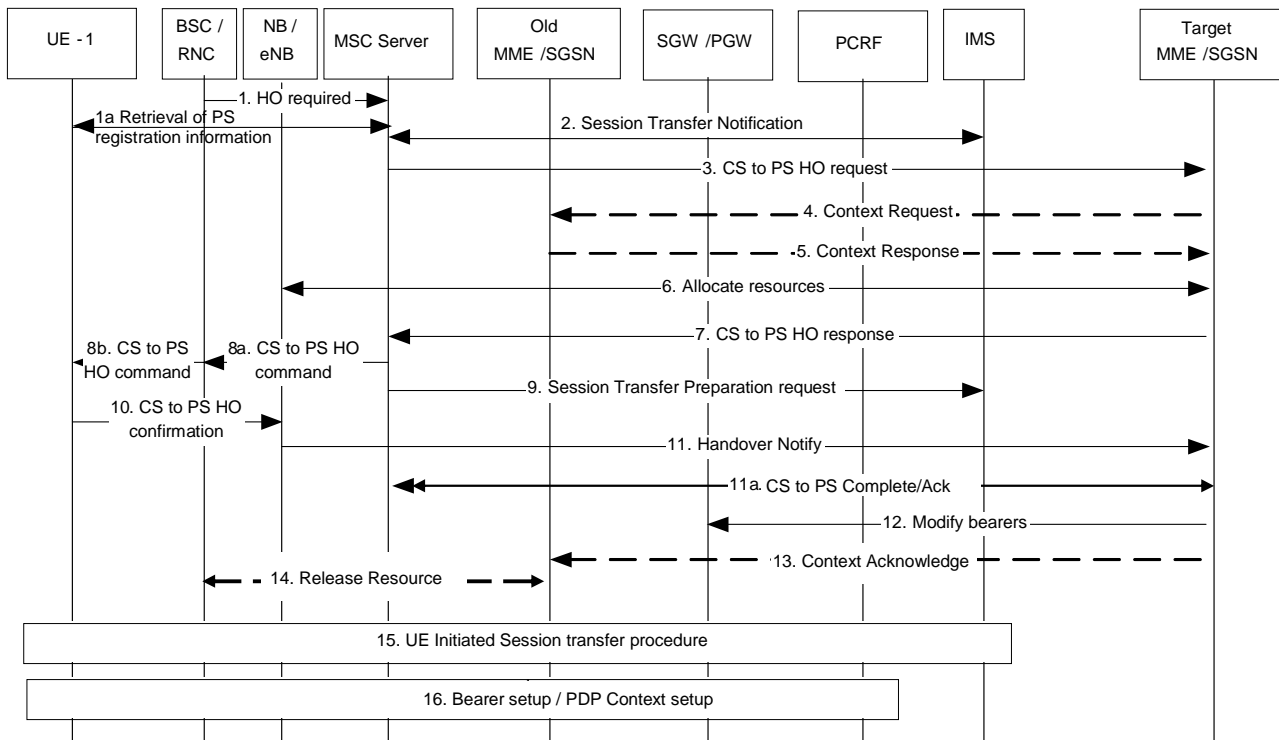 UE - 1
BSC /
RNC
NB /
eNB
MSC Server
Old
MME /SGSN
SGW /PGW
PCRF
IMS
Target
MME /SGSN
1. HO required
1a Retrieval of PS
registration information
2. Session Transfer Notification
3. CS to PS HO request
4. Context Request
5. Context Response
6. Allocate resources
7. CS to PS HO response
8b. CS to PS
HO command
8a. CS to PS HO
command
9. Session Transfer Preparation request
10. CS to PS HO
confirmation
11. Handover Notify
11a. CS to PS Complete/Ack
12. Modify bearers
13. Context Acknowledge
14. Release Resource
15. UE Initiated Session transfer procedure
16. Bearer setup / PDP Context setup